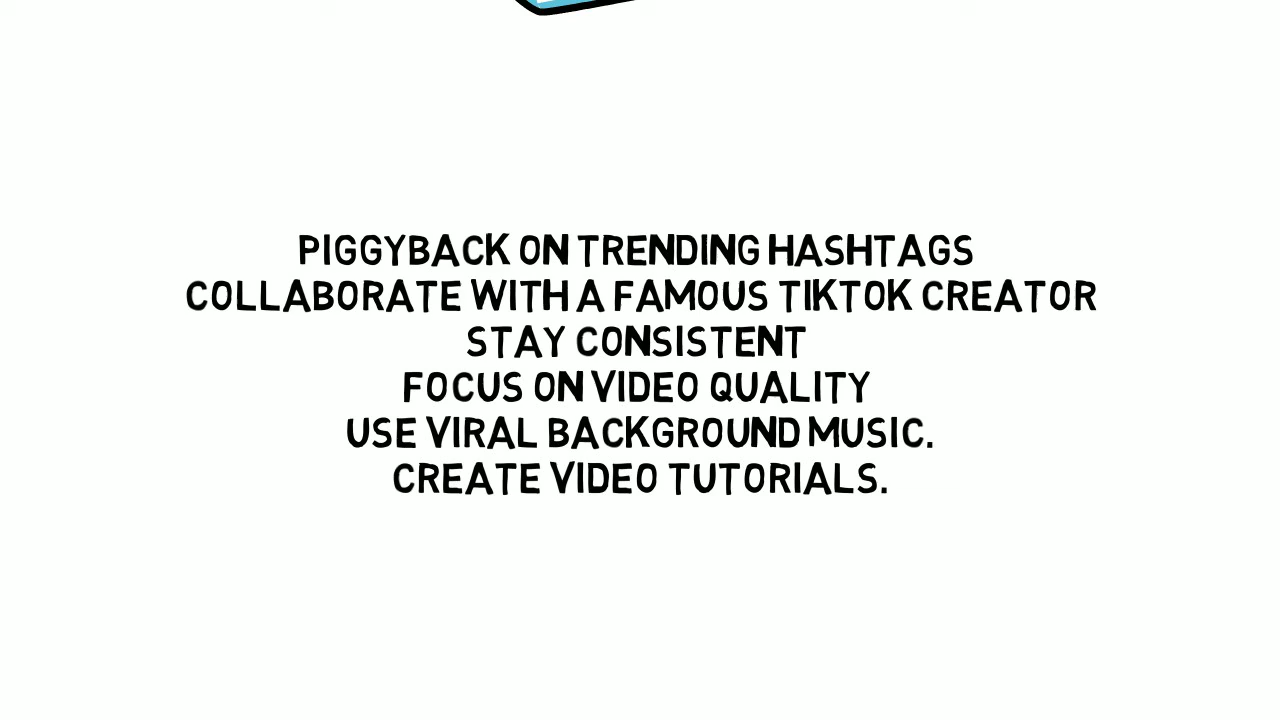 PIGGYBACK ON TRENDING HASHTAGS
COLLABORATE WITH A FAMOUS TIKTOK CREATOR
STAY CONSISTENT
FOCUS ON VIDEO QUALITY
USE VIRAL BACKGROUND MUSIC.
CREATE VIDEO TUTORIALS.